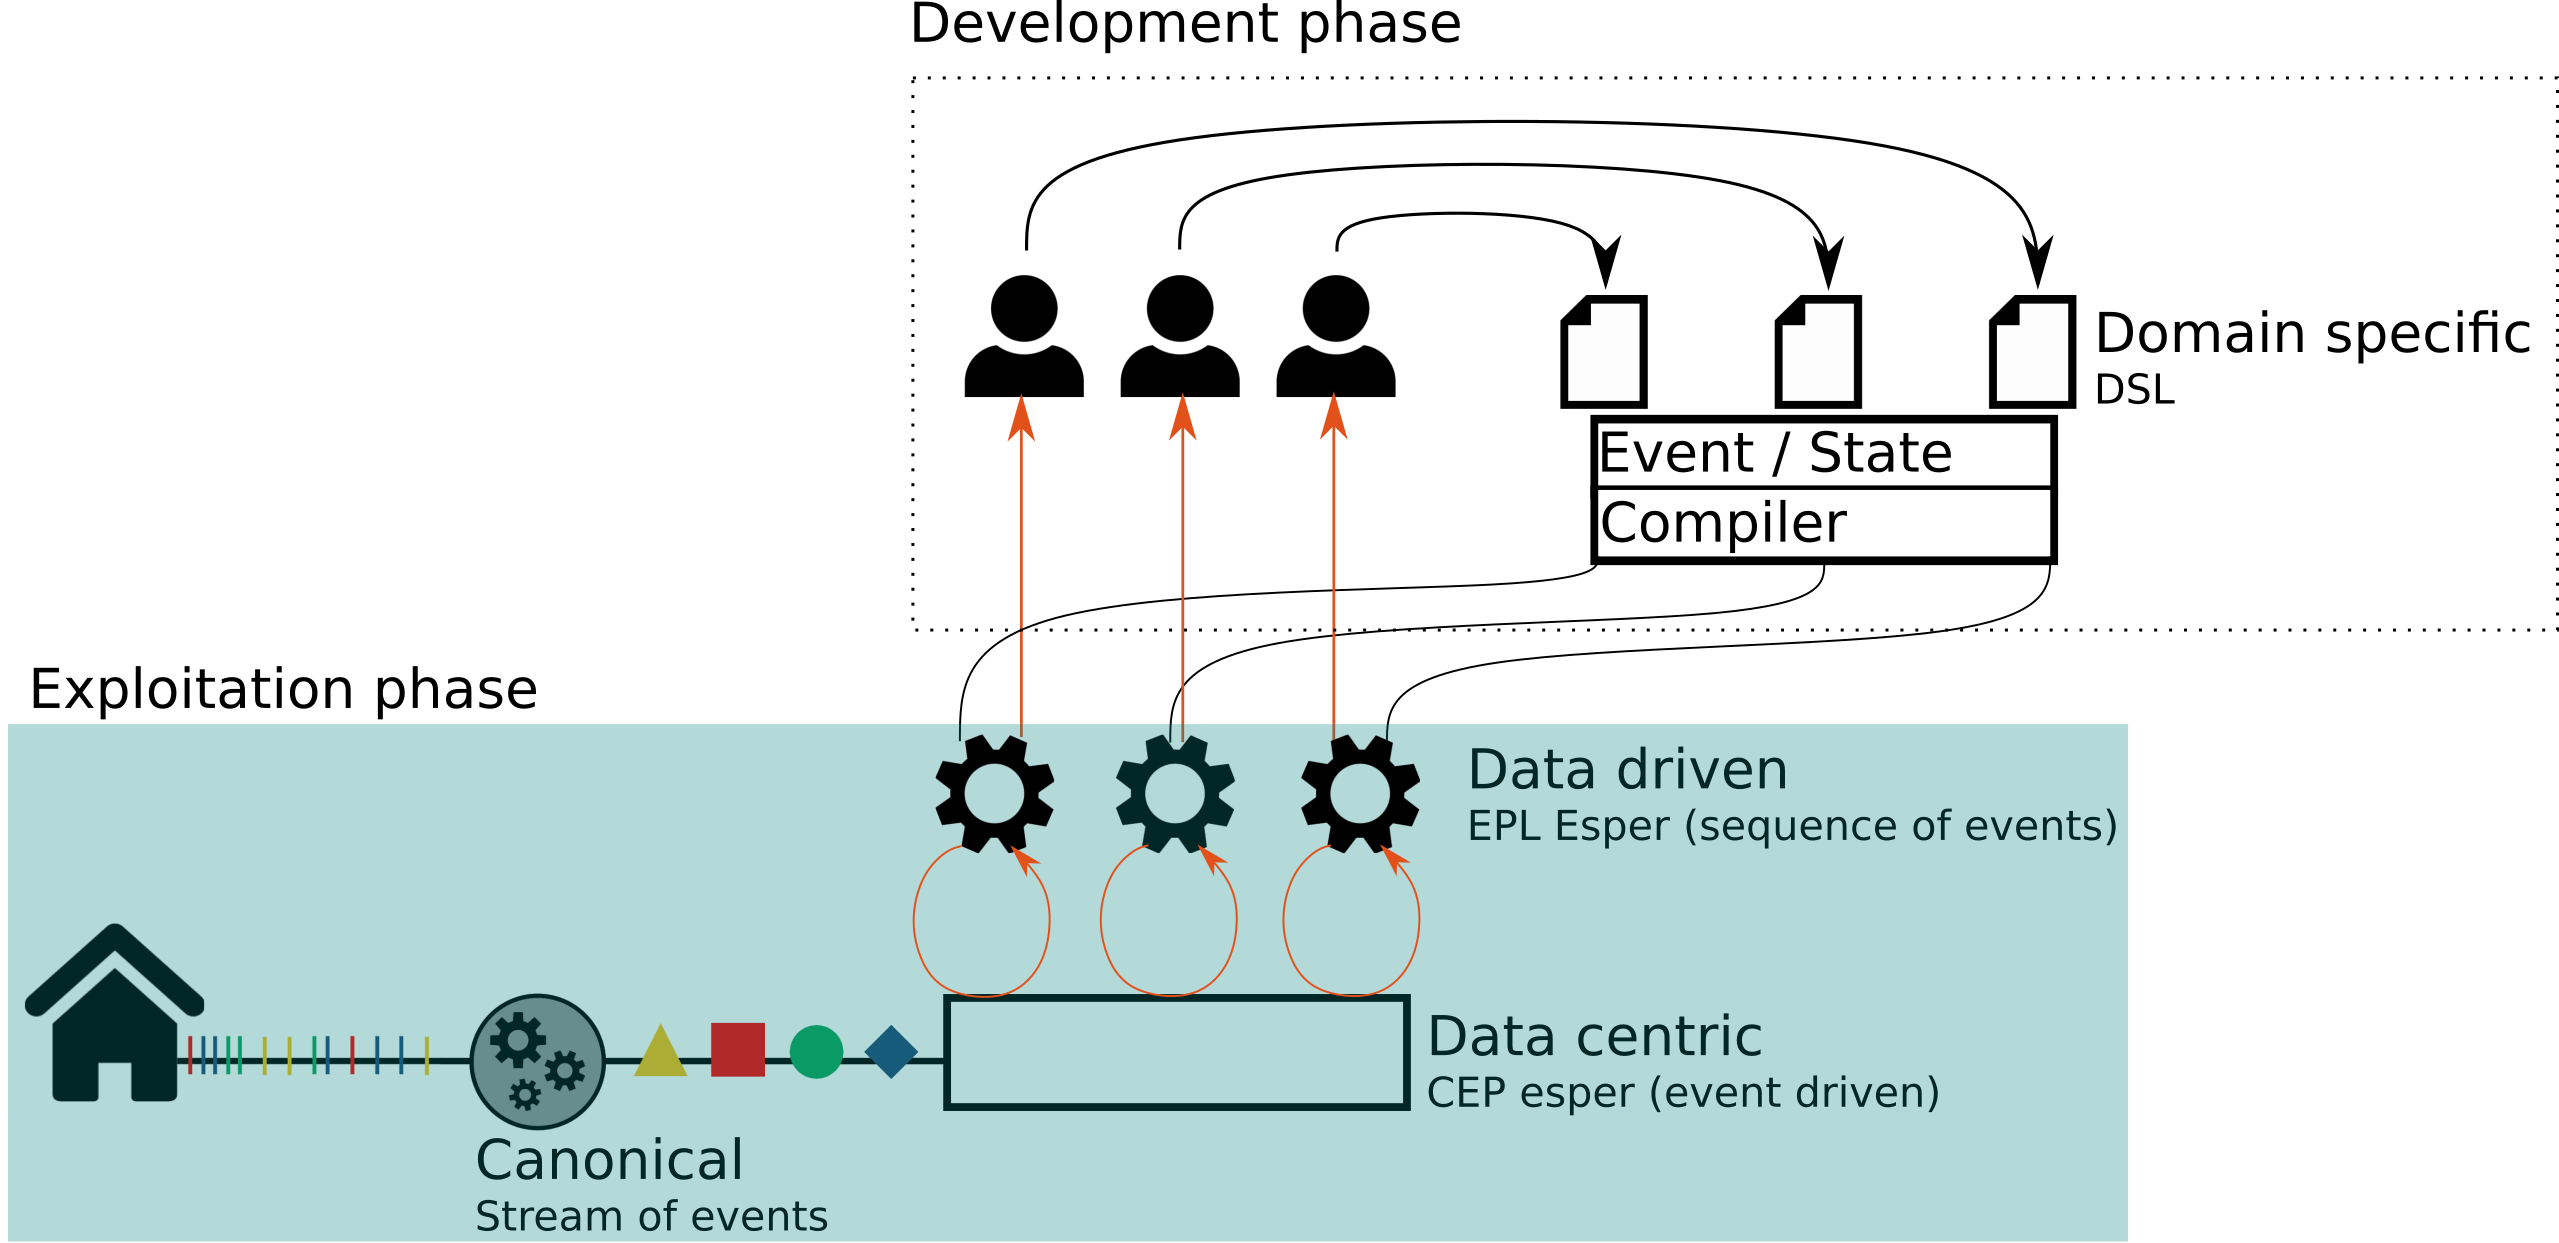 Development phase
Domain specific
DSL
Event / State
Compiler
Exploitation phase
Data driven
EPL Esper (sequence of events)
Data centric
CEP esper (event driven)
Canonical
Stream of events